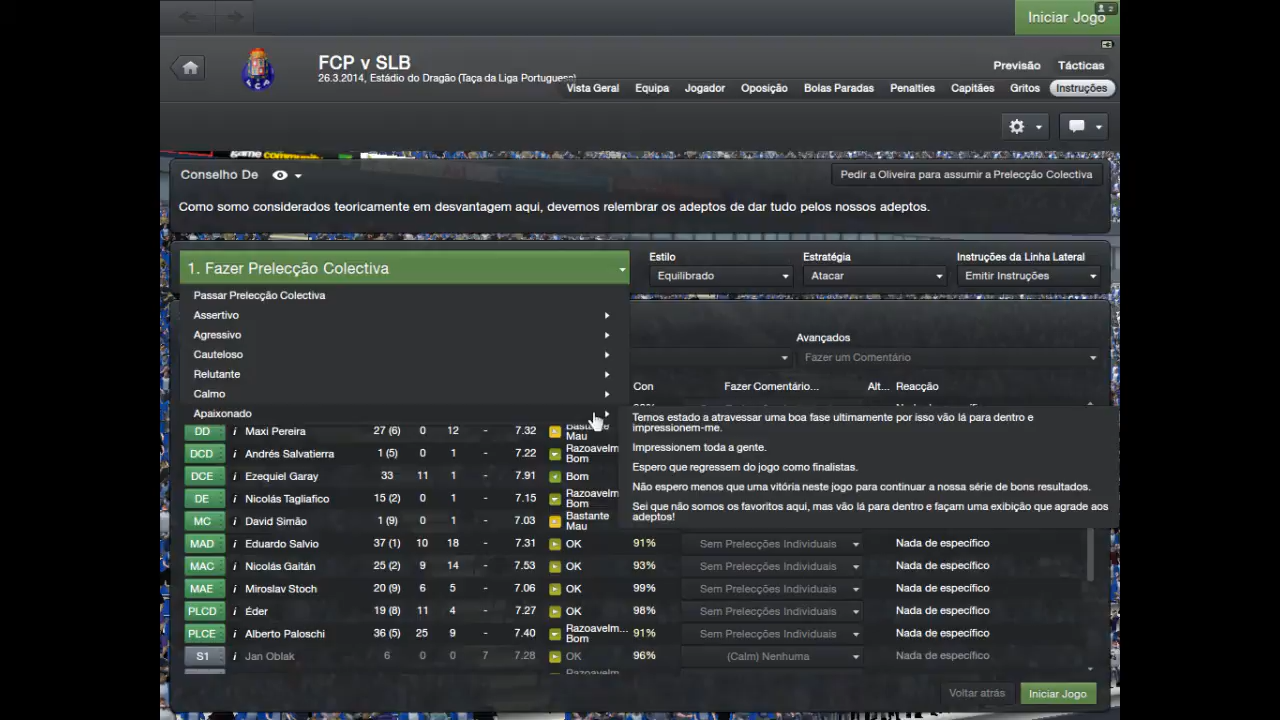 Iniciar Jogo
2
FCP v SLB
26.3.2014, Estádio do Dragão (Taça da Liga Portuguesa)
Previsão Tácticas
Vista Geral Equipa Jogador Oposição Bolas Paradas Penalties Capitães Gritos Instruções
Conselho De
Pedir a Oliveira para assumir a Prelecção Colectiva
Como somo considerados teoricamente em desvantagem aqui, devemos relembrar os adeptos de dar tudo pelos nossos adeptos.
1. Fazer Prelecção Colectiva
Estilo
Equilibrado
Estratégia
Atacar
Instruções da Linha Lateral
Emitir Instruções
Passar Prelecção Colectiva
Assertivo
Agressivo
Cauteloso
Relutante
Calmo
Apaixonado
Avançados
Fazer um Comentário
Con Fazer Comentário... Alt... Reacção
Temos estado a atravessar uma boa fase ultimamente por isso vão lá para dentro e
impressionem-me.
Impressionem toda a gente.
Espero que regressem do jogo como finalistas.
Não espero menos que uma vitória neste jogo para continuar a nossa série de bons resultados.
Sei que não somos os favoritos aqui, mas vão lá para dentro e façam uma exibição que agrade aos
adeptos!
DD i Maxi Pereira 27 (6) 0 12 - 7.32 Bastante Mau
DCD i Andrés Salvatierra 1 (5) 0 1 - 7.22 Razoavelm Bom
DCE i Ezequiel Garay 33 11 1 - 7.91 Bom
DE i Nicolás Tagliafico 15 (2) 0 1 - 7.15 Razoavelm Bom
MC i David Simão 1 (9) 0 1 - 7.03 Bastante Mau
MAD i Eduardo Salvio 37 (1) 10 18 - 7.31 OK 91% Sem Prelecções Individuais Nada de específico
MAC i Nicolás Gaitán 25 (2) 9 14 - 7.53 OK 93% Sem Prelecções Individuais Nada de específico
MAE i Miroslav Stoch 20 (9) 6 5 - 7.06 OK 99% Sem Prelecções Individuais Nada de específico
PLCD i Éder 19 (8) 11 4 - 7.27 OK 98% Sem Prelecções Individuais Nada de específico
PLCE i Alberto Paloschi 36 (5) 25 9 - 7.40 Razoavelm... Bom 91% Sem Prelecções Individuais Nada de específico
S1 i Jan Oblak 6 0 0 7 7.28 OK 96% (Calm) Nenhuma Nada de específico
Voltar atrás Iniciar Jogo